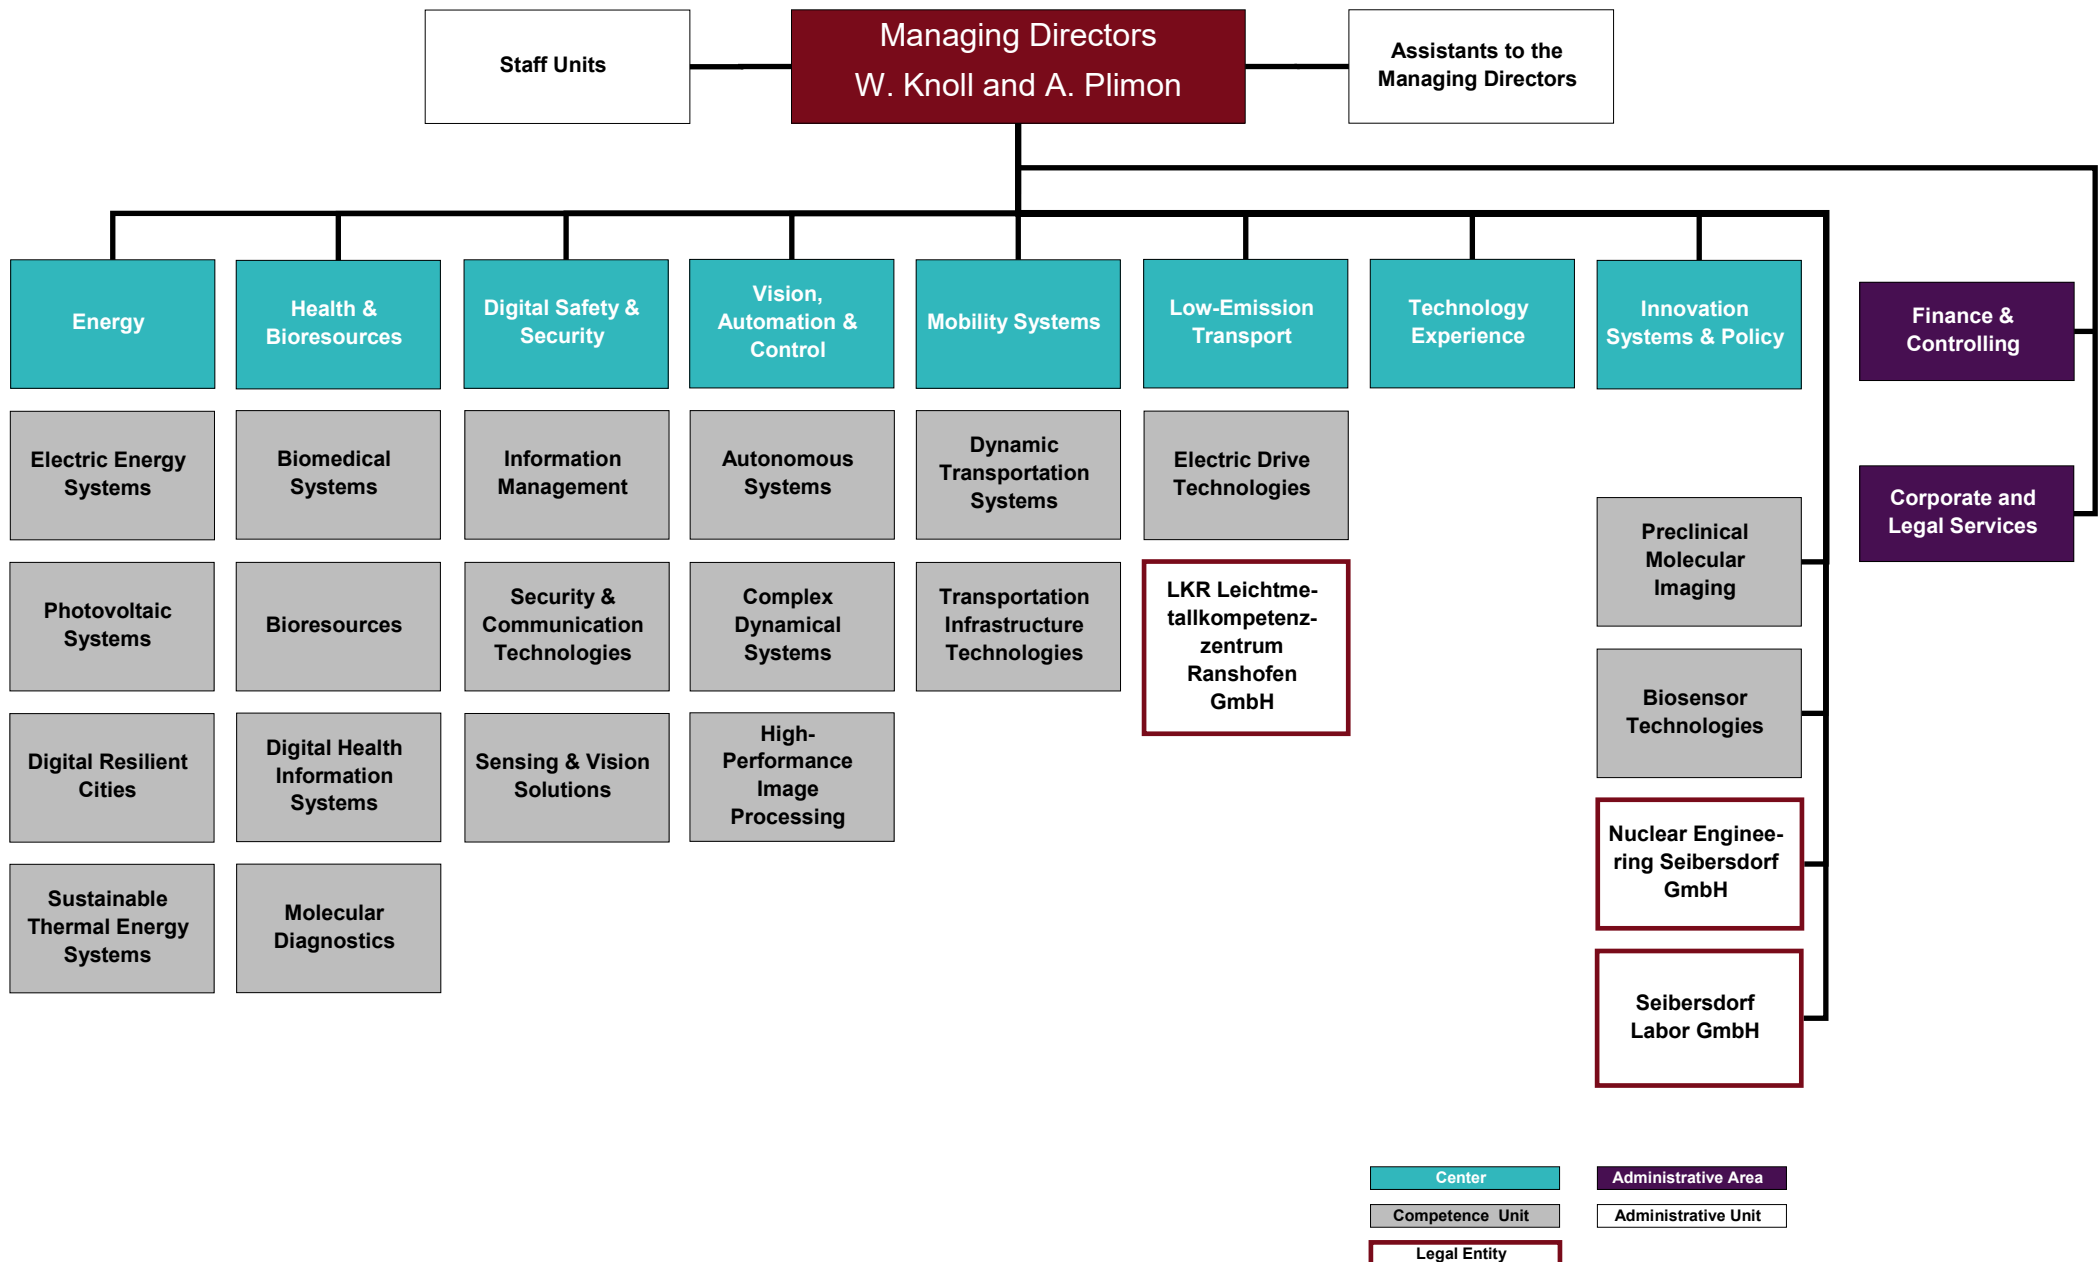 Staff Units
Managing Directors
W. Knoll and A. Plimon
Assistants to the
Managing Directors
Energy
Health &
Bioresources
Digital Safety &
Security
Vision,
Automation &
Control
Mobility Systems
Low-Emission
Transport
Technology
Experience
Innovation
Systems & Policy
Finance &
Controlling
Electric Energy
Systems
Biomedical
Systems
Information
Management
Autonomous
Systems
Dynamic
Transportation
Systems
Electric Drive
Technologies
Preclinical
Molecular
Imaging
Corporate and
Legal Services
Photovoltaic
Systems
Bioresources
Security &
Communication
Technologies
Complex
Dynamical
Systems
Transportation
Infrastructure
Technologies
LKR Leichtme-
tallkompetenz-
zentrum
Ranshofen
GmbH
Biosensor
Technologies
Digital Resilient
Cities
Digital Health
Information
Systems
Sensing & Vision
Solutions
High-
Performance
Image
Processing
Nuclear Enginee-
ring Seibersdorf
GmbH
Sustainable
Thermal Energy
Systems
Molecular
Diagnostics
Seibersdorf
Labor GmbH
Center
Administrative Area
Competence Unit
Administrative Unit
Legal Entity